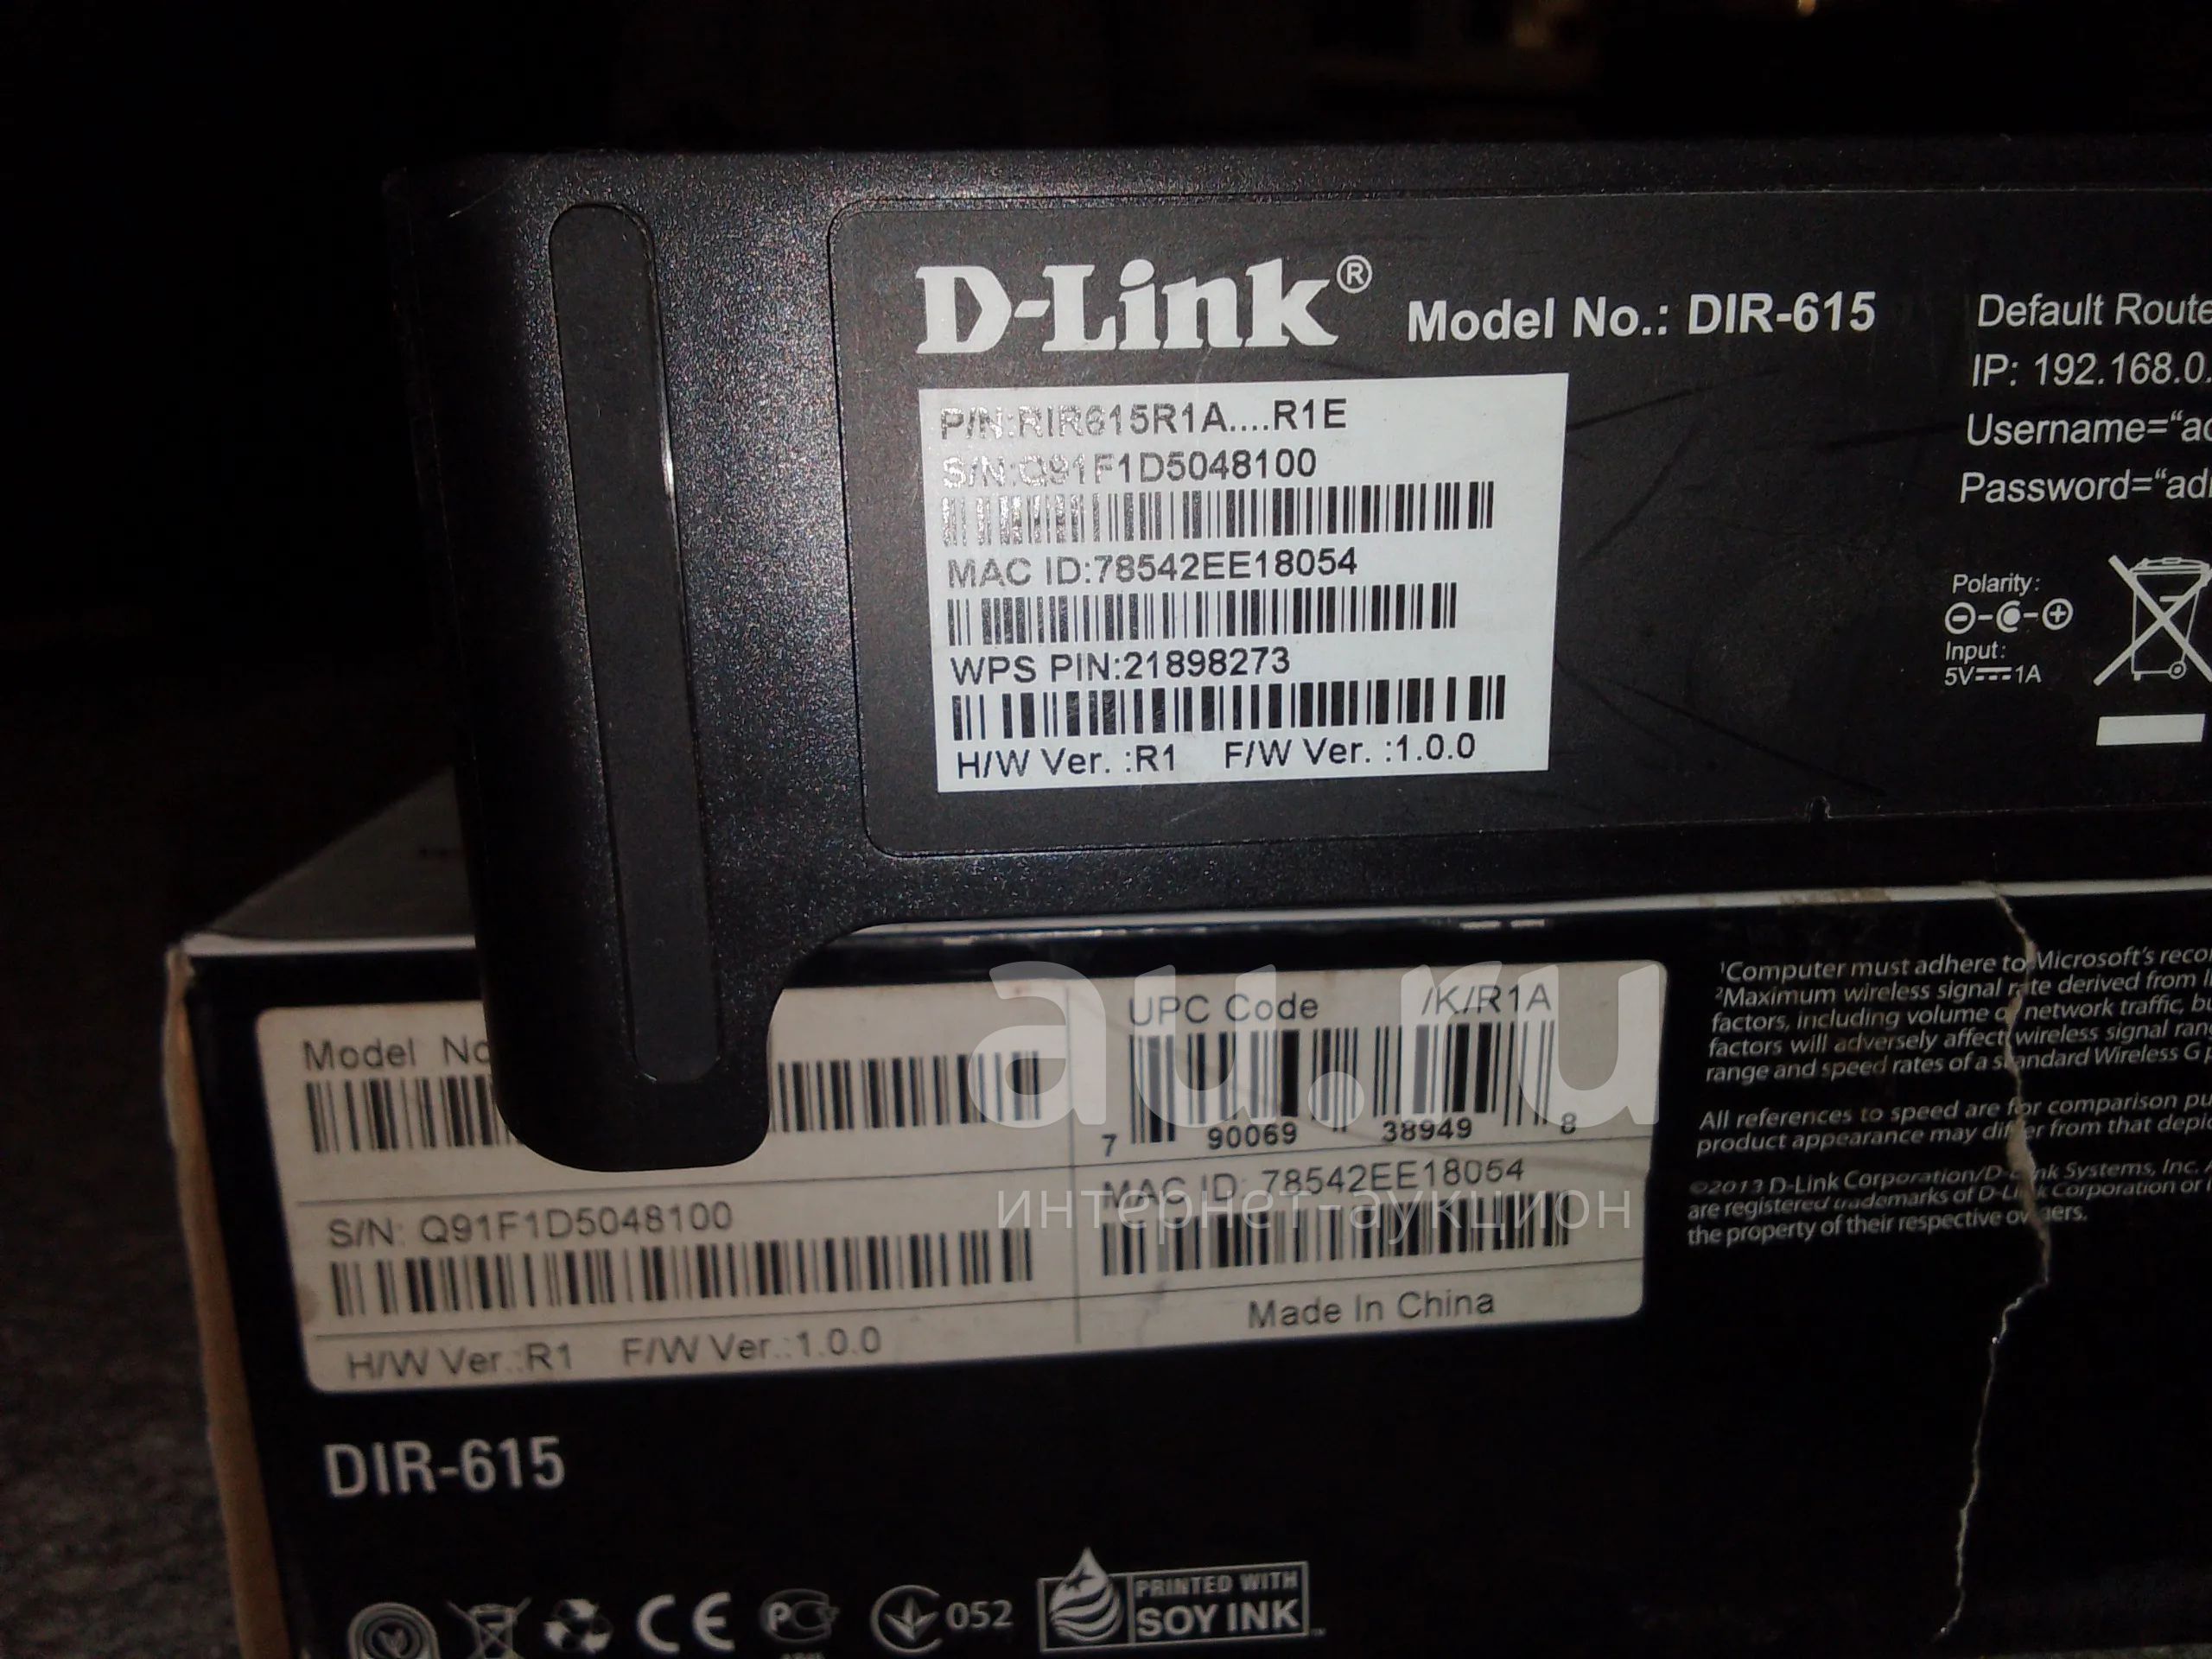 D-Link® Model No.: DIR-615
P/N:RIR615R1A....R1E
S/N:Q91F1D5048100
MAC ID:78542EE18054
WPS PIN:21898273
H/W Ver. :R1 F/W Ver. :1.0.0
Default Route
IP: 192.168.0.
Username="ad
Password="ad
Polarity:
Input:
5V 1A
Model No
UPC Code /K/R1A
7 90069 38949 8
S/N: Q91F1D5048100
MAC ID: 78542EE18054
H/W Ver.:R1 F/W Ver.:1.0.0
Made In China
au.ru
интернет-аукцион
¹Computer must adhere to Microsoft's reco
²Maximum wireless signal rate derived from
factors, including volume of network traffic, b
factors will adversely affect wireless signal ran
range and speed rates of a standard Wireless G
All references to speed are for comparison pu
product appearance may differ from that depic
©2013 D-Link Corporation/D-Link Systems, Inc. A
are registered trademarks of D-Link Corporation or i
the property of their respective owners.
DIR-615
CE 052
PRINTED WITH
SOY INK